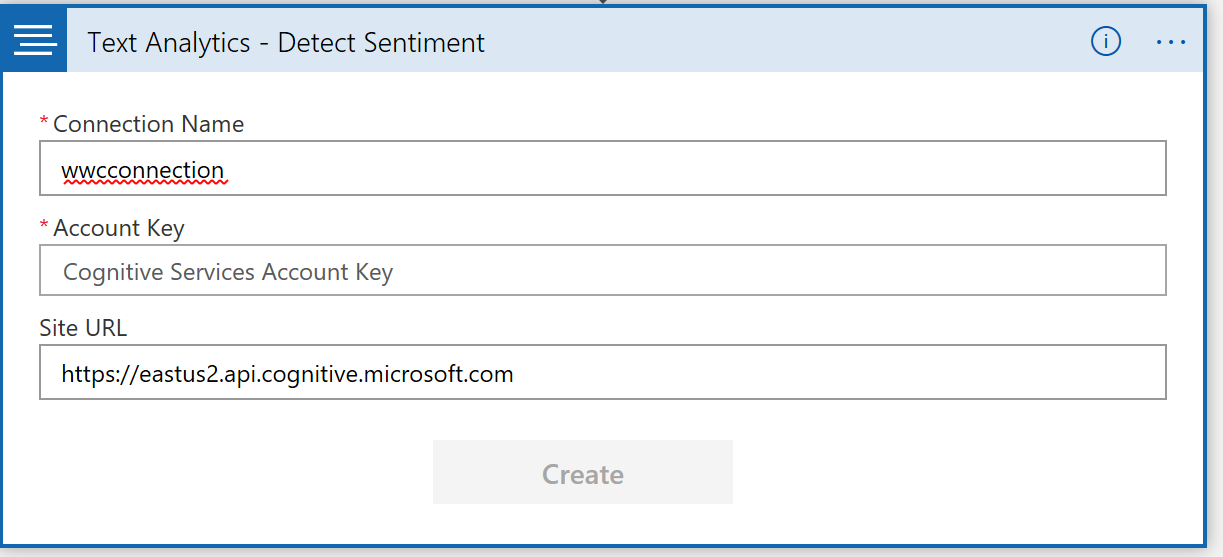 Text Analytics - Detect Sentiment
* Connection Name
wwcconnection
* Account Key
Cognitive Services Account Key
Site URL
https://eastus2.api.cognitive.microsoft.com
Create